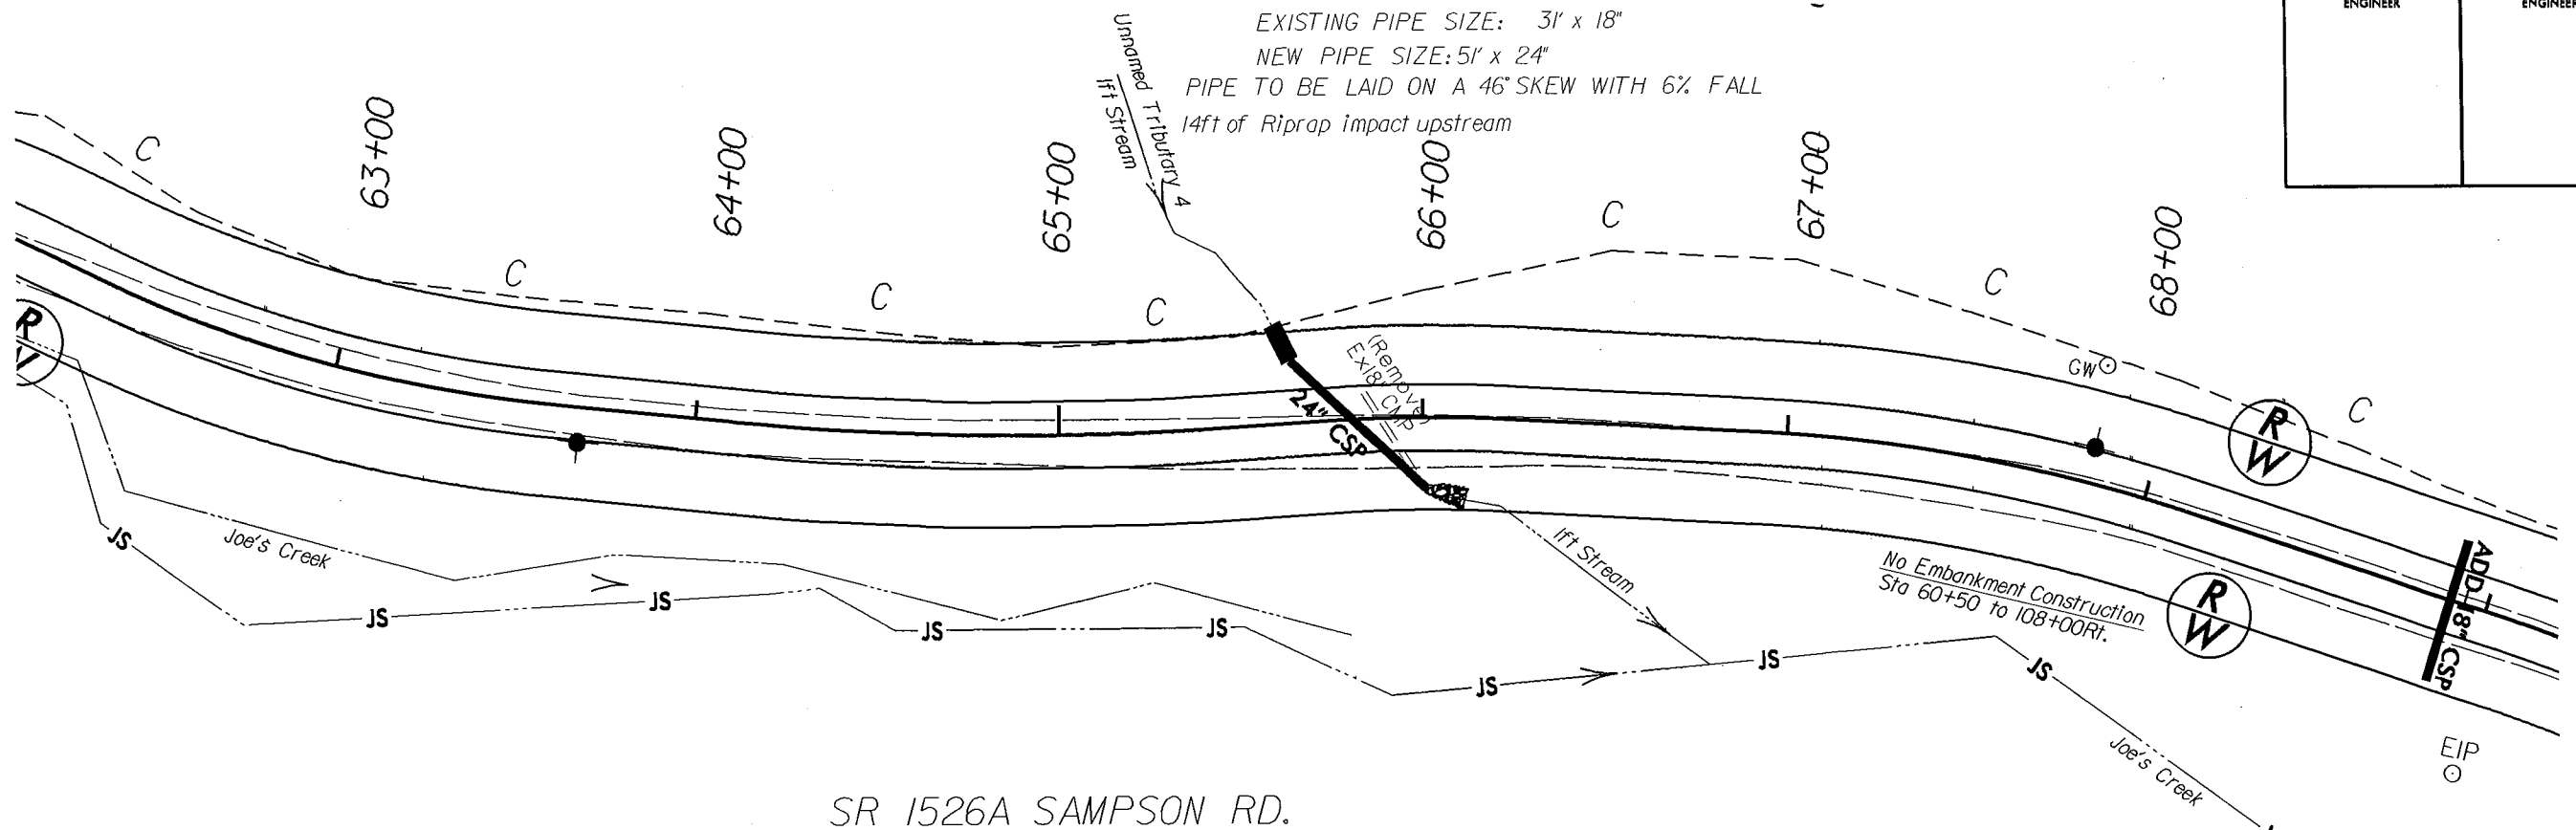 ENGINEER
ENGINEER
EXISTING PIPE SIZE: 31' x 18"
NEW PIPE SIZE: 51' x 24"
PIPE TO BE LAID ON A 46° SKEW WITH 6% FALL
14ft of Riprap impact upstream
Unnamed Tributary 4
1ft Stream
63+00
64+00
65+00
66+00
67+00
68+00
C
C
C
C
C
C
C
R
W
(Remove)
Ex18" CMP
24" CSP
GW
R
W
ADD 18" CSP
1ft Stream
No Embankment Construction
Sta 60+50 to 108+00Rt.
R
W
Joe's Creek
JS
JS
JS
JS
JS
JS
JS
JS
Joe's Creek
EIP
SR 1526A SAMPSON RD.